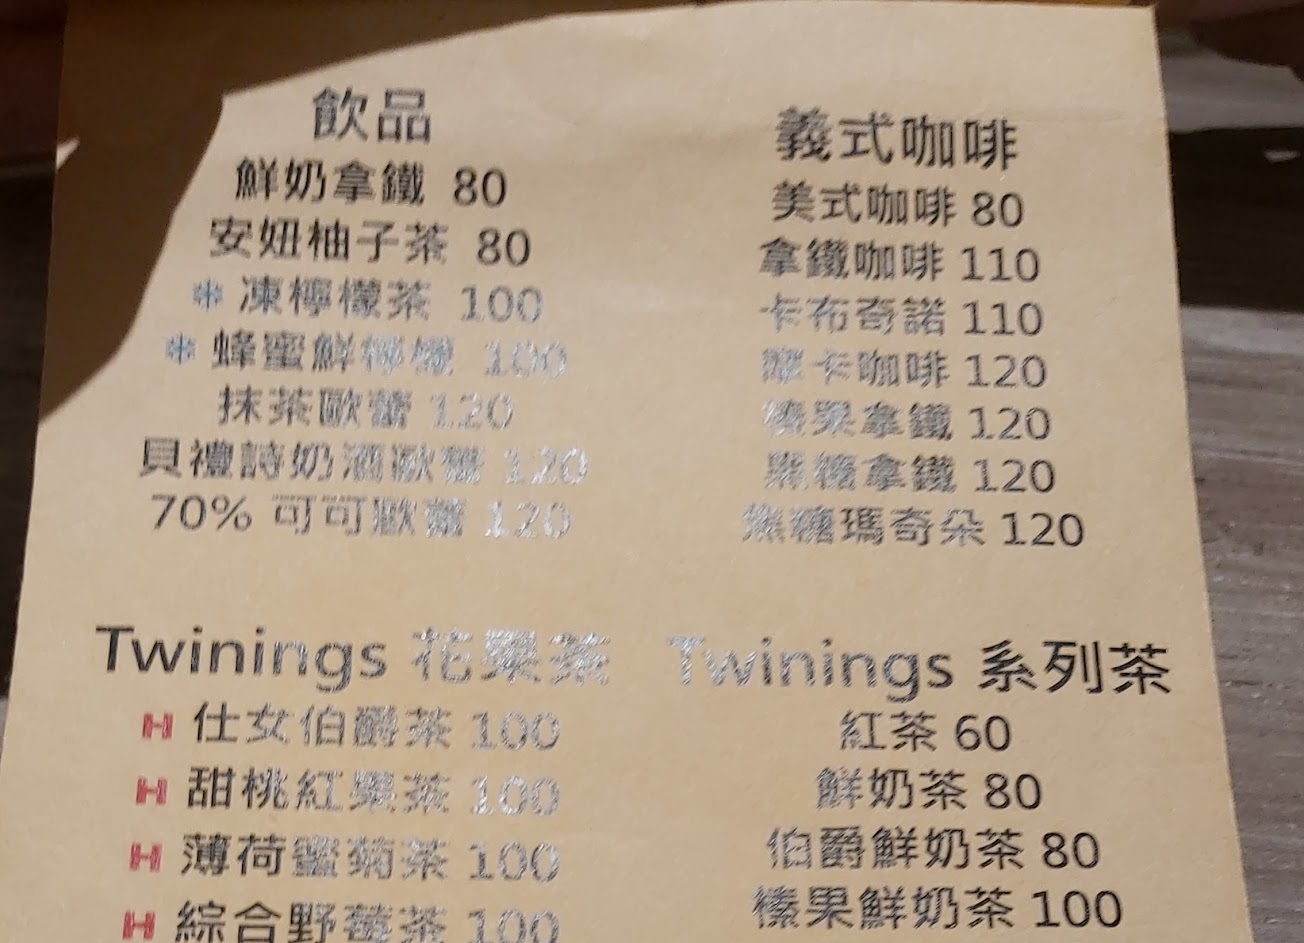 飲品
鮮奶拿鐵 80
安妞柚子茶 80
❄ 凍檸檬茶 100
❄ 蜂蜜鮮檸檬 100
抹茶歐蕾 120
貝禮詩奶酒歐蕾 120
70% 可可歐蕾 120
義式咖啡
美式咖啡 80
拿鐵咖啡 110
卡布奇諾 110
摩卡咖啡 120
榛果拿鐵 120
黑糖拿鐵 120
焦糖瑪奇朵 120
Twinings 花果茶
H 仕女伯爵茶 100
H 甜桃紅果茶 100
H 薄荷蜜菊茶 100
H 綜合野莓茶 100
Twinings 系列茶
紅茶 60
鮮奶茶 80
伯爵鮮奶茶 80
榛果鮮奶茶 100